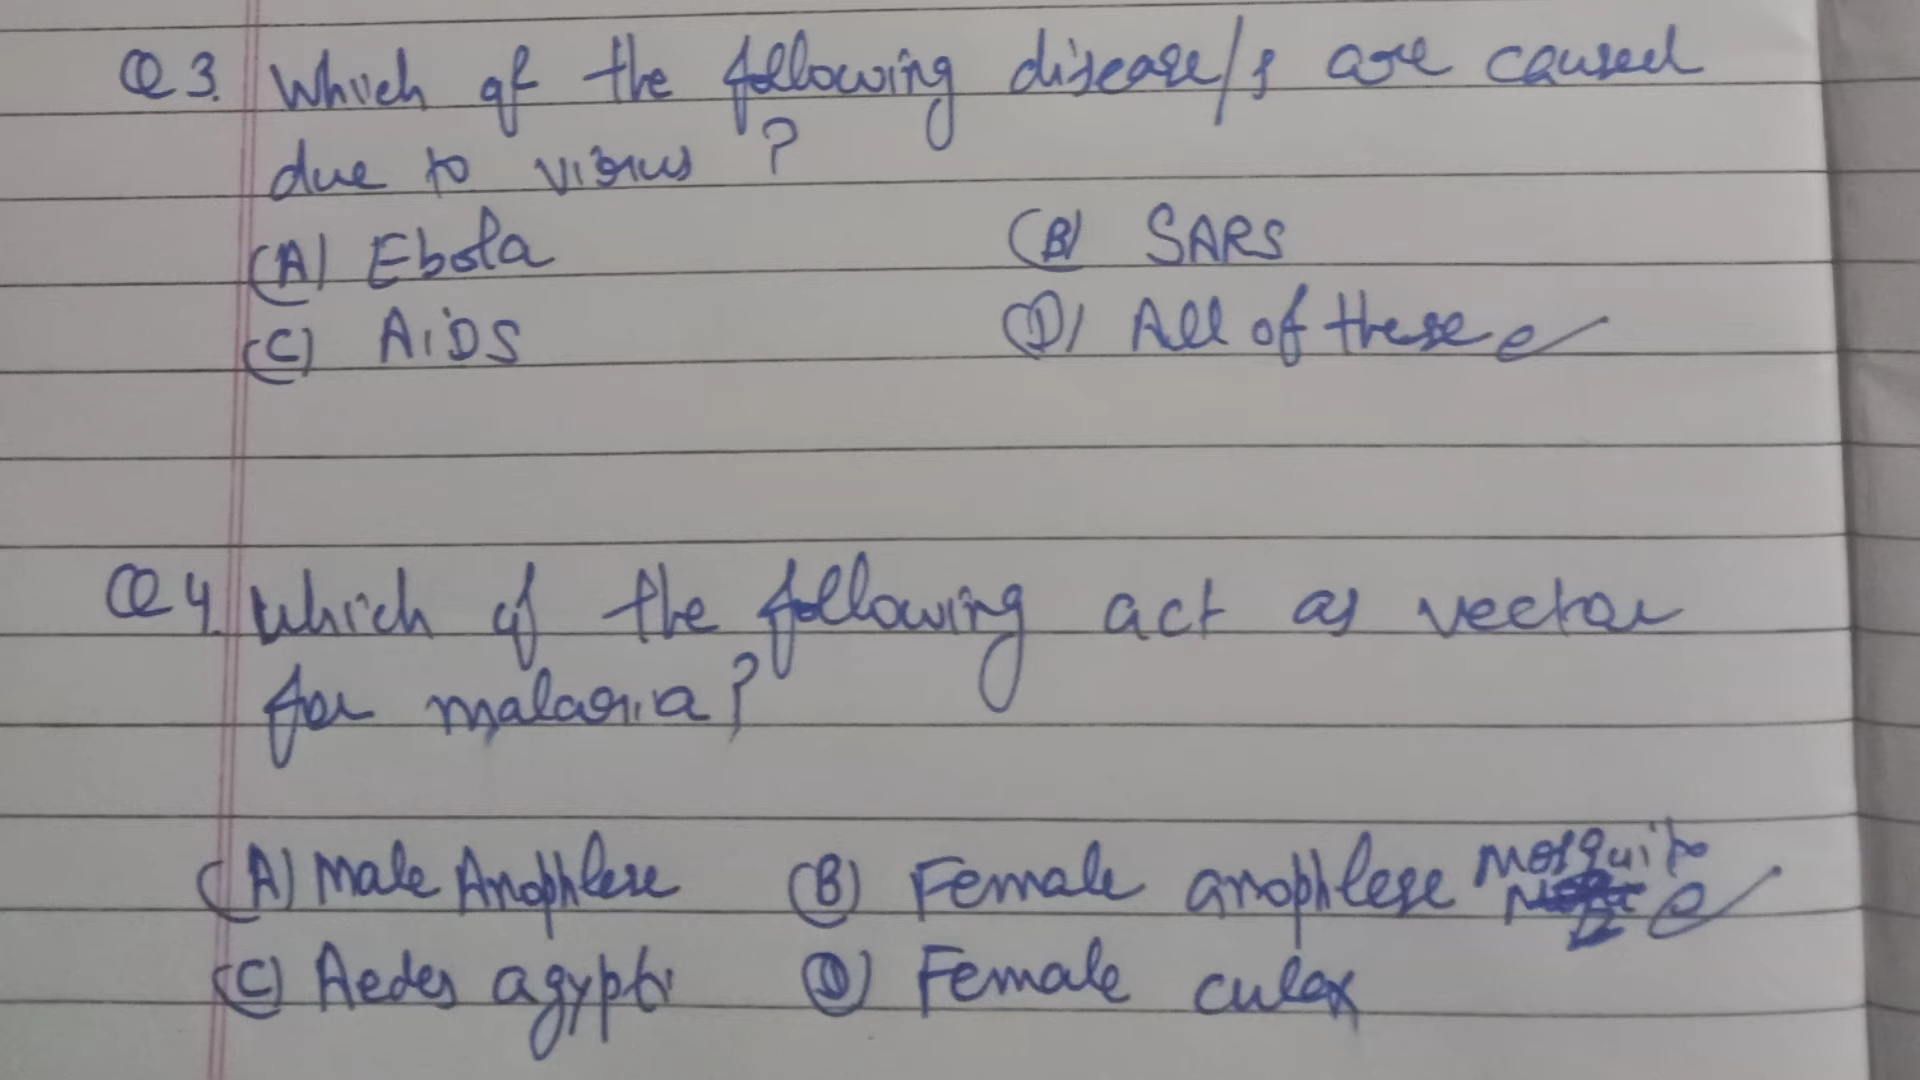 Q3. Which of the following disease/s are caused
due to virus ?
(A) Ebola (B) SARS
(C) AiDS (D) All of these
Q4. which of the following act as vector
for malaria?
(A) Male Anophlese (B) Female anophlese Mosquito
(C) Aedes agypti (D) Female culex